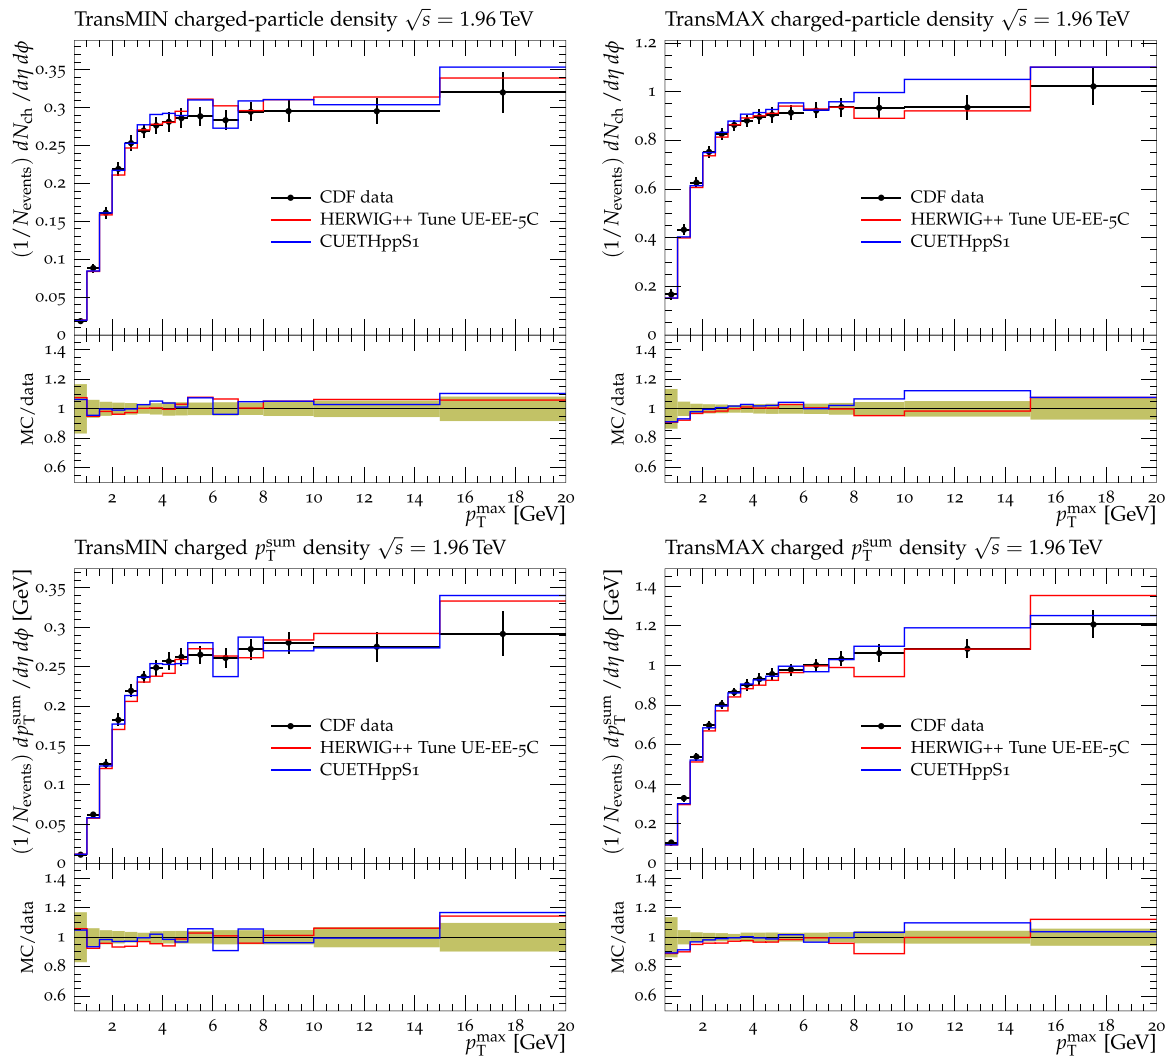 TransMIN charged-particle density √s = 1.96 TeV
(1/N_events) dN_ch/dη dφ
0.35
0.3
0.25
0.2
0.15
0.1
0.05
0
CDF data
HERWIG++ Tune UE-EE-5C
CUETHppS1
MC/data
1.4
1.2
1
0.8
0.6
2 4 6 8 10 12 14 16 18 20
p_T^max [GeV]
TransMAX charged-particle density √s = 1.96 TeV
(1/N_events) dN_ch/dη dφ
1.2
1
0.8
0.6
0.4
0.2
0
CDF data
HERWIG++ Tune UE-EE-5C
CUETHppS1
MC/data
1.4
1.2
1
0.8
0.6
2 4 6 8 10 12 14 16 18 20
p_T^max [GeV]
TransMIN charged p_T^sum density √s = 1.96 TeV
(1/N_events) dp_T^sum/dη dφ [GeV]
0.35
0.3
0.25
0.2
0.15
0.1
0.05
0
CDF data
HERWIG++ Tune UE-EE-5C
CUETHppS1
MC/data
1.4
1.2
1
0.8
0.6
2 4 6 8 10 12 14 16 18 20
p_T^max [GeV]
TransMAX charged p_T^sum density √s = 1.96 TeV
(1/N_events) dp_T^sum/dη dφ [GeV]
1.4
1.2
1
0.8
0.6
0.4
0.2
0
CDF data
HERWIG++ Tune UE-EE-5C
CUETHppS1
MC/data
1.4
1.2
1
0.8
0.6
2 4 6 8 10 12 14 16 18 20
p_T^max [GeV]